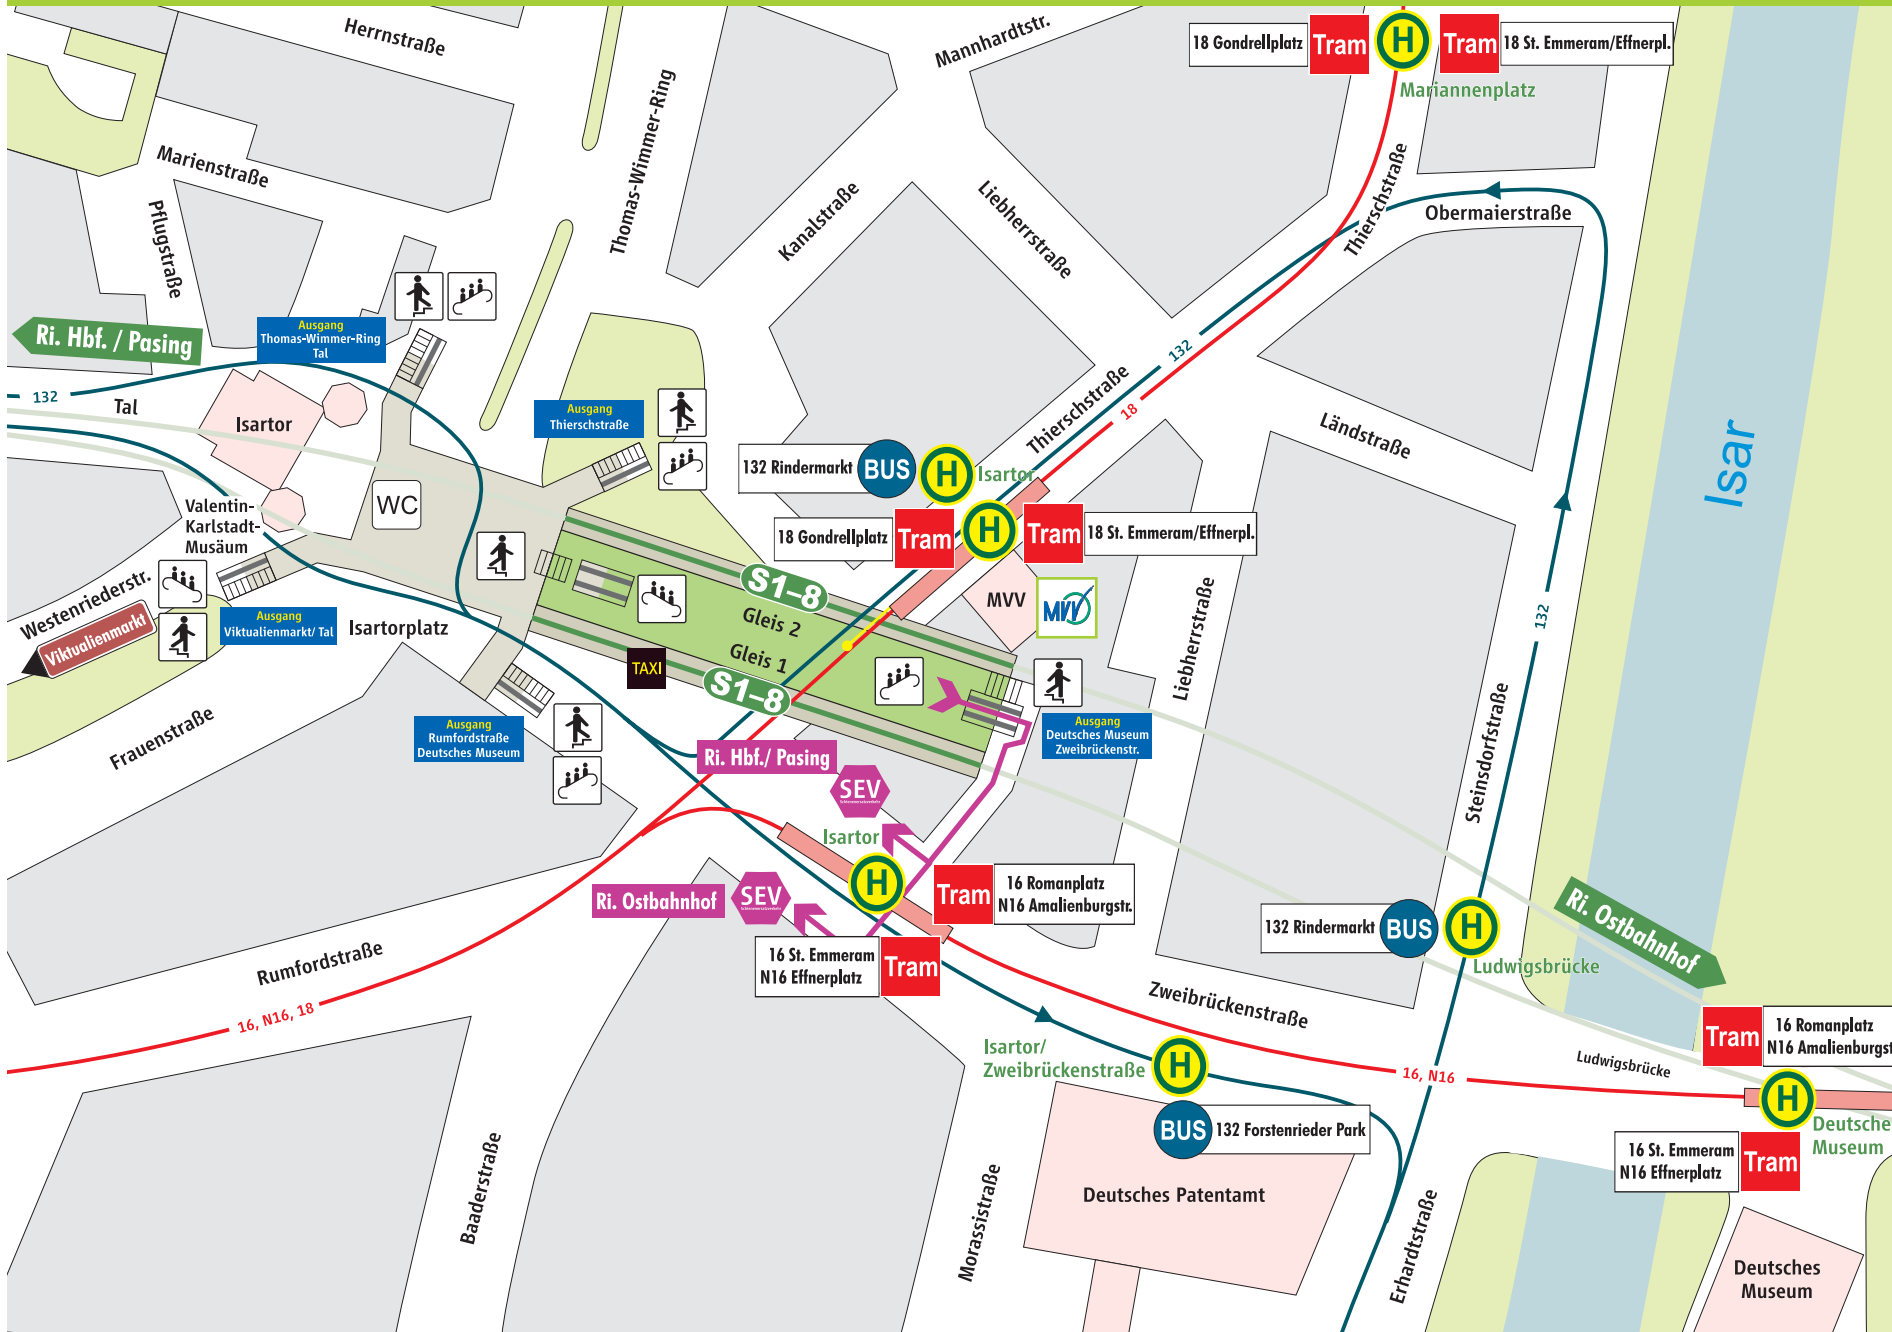 Herrnstraße
Mannhardtstr.
18 Gondrellplatz
Tram
H
Tram
18 St. Emmeram/Effnerpl.
Mariannenplatz
Marienstraße
Pflugstraße
Thomas-Wimmer-Ring
Kanalstraße
Liebherrstraße
Thierschstraße
Obermaierstraße
Ri. Hbf. / Pasing
Ausgang
Thomas-Wimmer-Ring
Tal
132
Tal
Isartor
132
18
Thierschstraße
Ausgang
Thierschstraße
Ländstraße
Isar
132 Rindermarkt
BUS
H
Isartor
WC
Valentin-
Karlstadt-
Musäum
18 Gondrellplatz
Tram
H
Tram
18 St. Emmeram/Effnerpl.
S1–8
Gleis 2
Gleis 1
S1–8
MVV
MVV
Liebherrstraße
132
Westenriederstr.
Viktualienmarkt
Ausgang
Viktualienmarkt/ Tal
Isartorplatz
TAXI
Frauenstraße
Ausgang
Rumfordstraße
Deutsches Museum
Ausgang
Deutsches Museum
Zweibrückenstr.
Steinsdorfstraße
Ri. Hbf./ Pasing
SEV
Isartor
H
Tram
16 Romanplatz
N16 Amalienburgstr.
Ri. Ostbahnhof
SEV
16 St. Emmeram
N16 Effnerplatz
Tram
132 Rindermarkt
BUS
H
Ludwigsbrücke
Ri. Ostbahnhof
Rumfordstraße
16, N16, 18
Zweibrückenstraße
Isartor/
Zweibrückenstraße
H
BUS
132 Forstenrieder Park
16, N16
Ludwigsbrücke
Tram
16 Romanplatz
N16 Amalienburgst
H
Deutsche
Museum
16 St. Emmeram
N16 Effnerplatz
Tram
Baaderstraße
Morassistraße
Deutsches Patentamt
Erhardtstraße
Deutsches
Museum